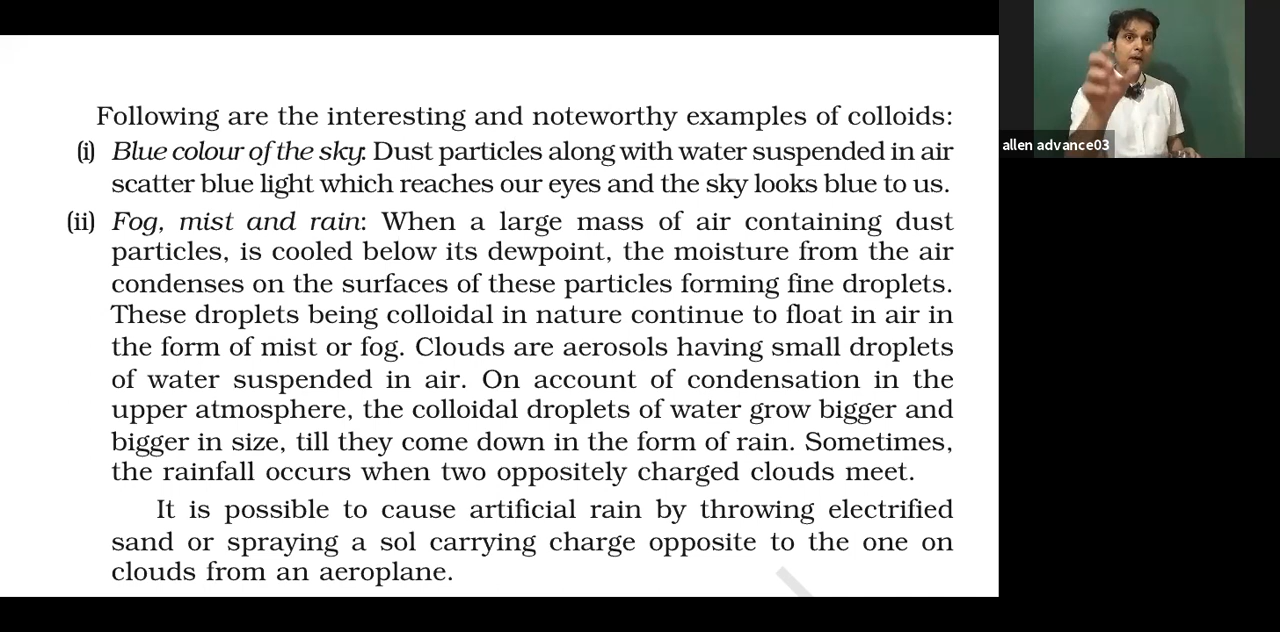 Following are the interesting and noteworthy examples of colloids:
(i) Blue colour of the sky: Dust particles along with water suspended in air
scatter blue light which reaches our eyes and the sky looks blue to us.
(ii) Fog, mist and rain: When a large mass of air containing dust
particles, is cooled below its dewpoint, the moisture from the air
condenses on the surfaces of these particles forming fine droplets.
These droplets being colloidal in nature continue to float in air in
the form of mist or fog. Clouds are aerosols having small droplets
of water suspended in air. On account of condensation in the
upper atmosphere, the colloidal droplets of water grow bigger and
bigger in size, till they come down in the form of rain. Sometimes,
the rainfall occurs when two oppositely charged clouds meet.
It is possible to cause artificial rain by throwing electrified
sand or spraying a sol carrying charge opposite to the one on
clouds from an aeroplane.
allen advance03